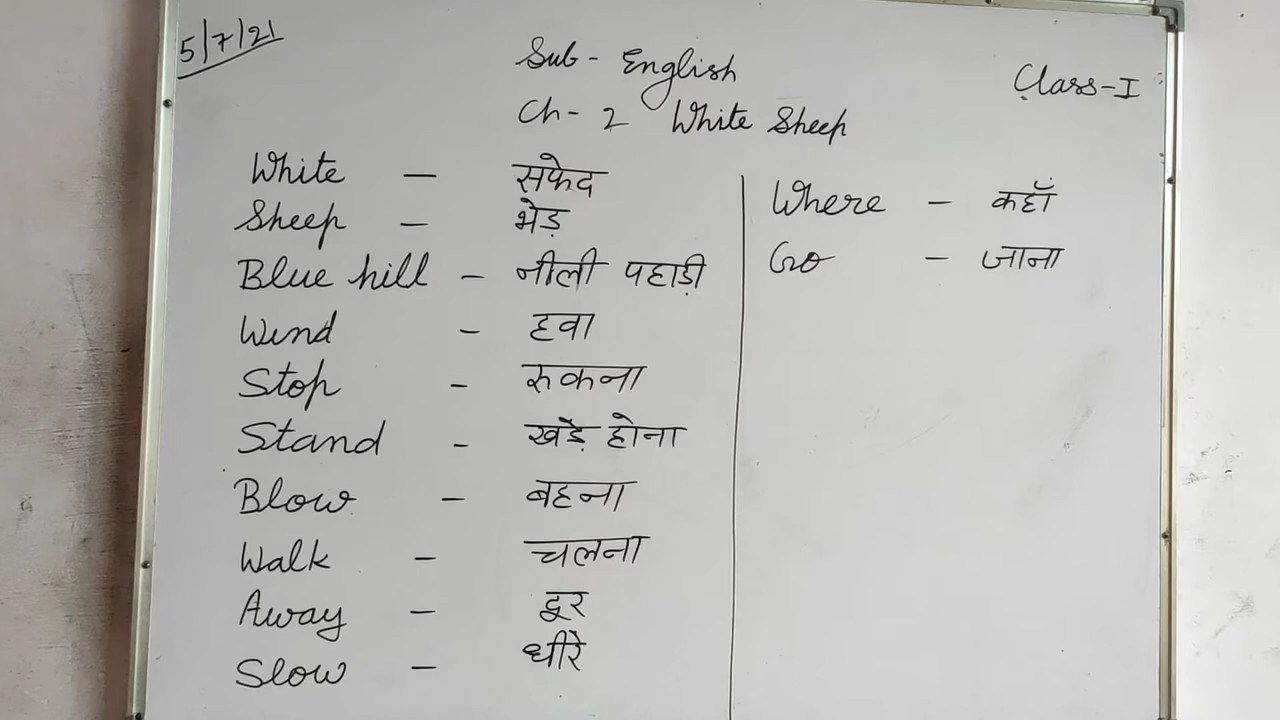 5/7/21
Sub - English
Class-I
Ch- 2 White Sheep
White — सफेद
Sheep — भेड़
Blue hill - नीली पहाड़ी
Wind - हवा
Stop - रुकना
Stand - खड़े होना
Blow - बहना
Walk - चलना
Away - दूर
Slow - धीरे
Where - कहाँ
Go - जाना